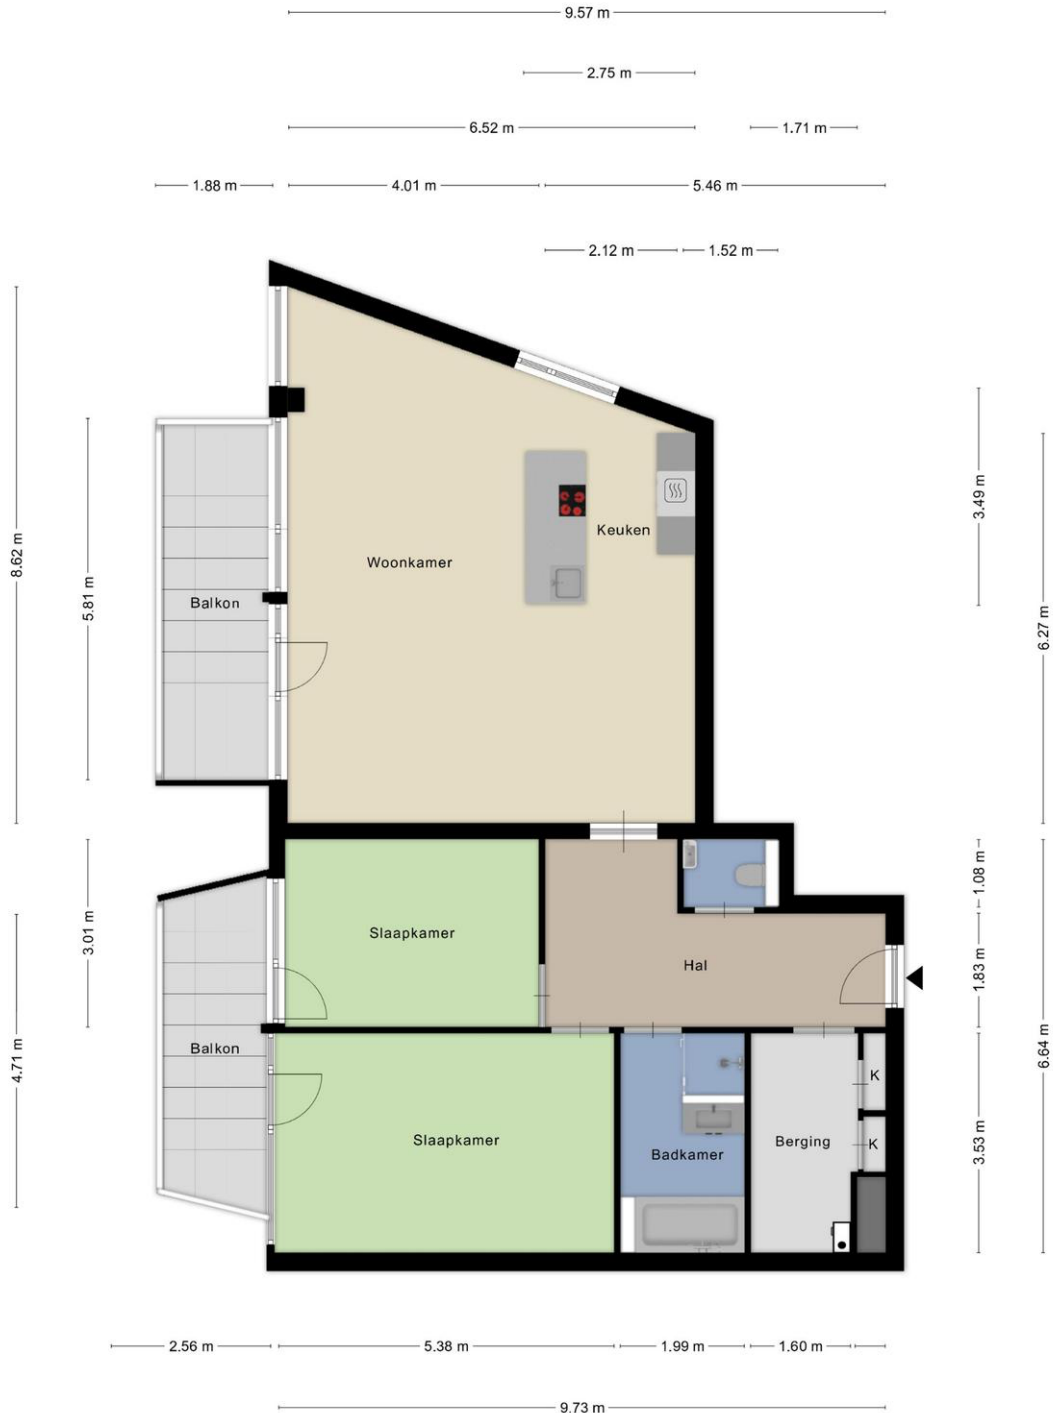 9.57 m
2.75 m
6.52 m
1.71 m
1.88 m
4.01 m
5.46 m
2.12 m
1.52 m
8.62 m
5.81 m
3.49 m
6.27 m
Keuken
Woonkamer
Balkon
3.01 m
1.08 m
Slaapkamer
Hal
1.83 m
4.71 m
Balkon
6.64 m
K
Slaapkamer
Badkamer
Berging
K
3.53 m
2.56 m
5.38 m
1.99 m
1.60 m
9.73 m